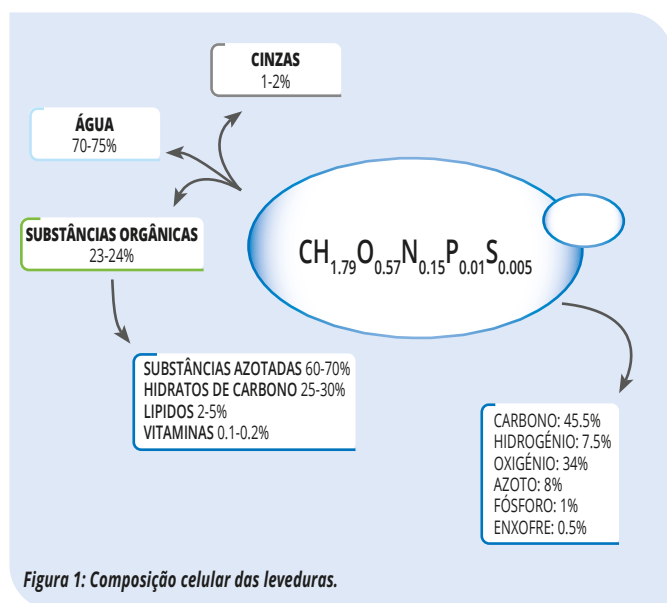 CINZAS
1-2%
ÁGUA
70-75%
SUBSTÂNCIAS ORGÂNICAS
23-24%
CH1.79O0.57N0.15P0.01S0.005
SUBSTÂNCIAS AZOTADAS 60-70%
HIDRATOS DE CARBONO 25-30%
LIPIDOS 2-5%
VITAMINAS 0.1-0.2%
CARBONO: 45.5%
HIDROGÉNIO: 7.5%
OXIGÉNIO: 34%
AZOTO: 8%
FÓSFORO: 1%
ENXOFRE: 0.5%
Figura 1: Composição celular das leveduras.